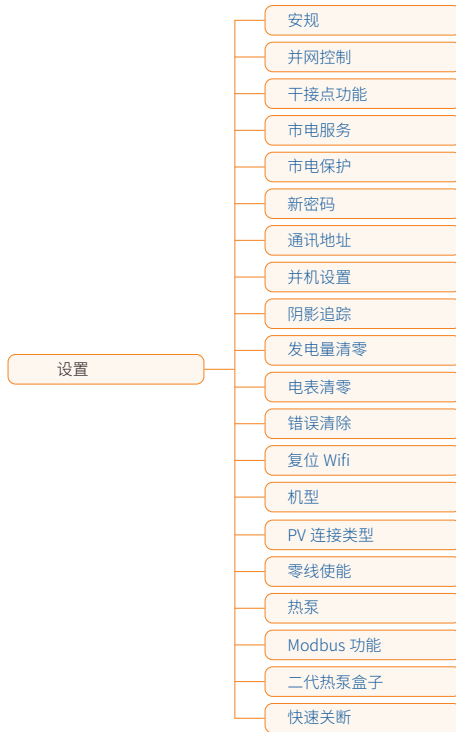 设置
安规
并网控制
干接点功能
市电服务
市电保护
新密码
通讯地址
并机设置
阴影追踪
发电量清零
电表清零
错误清除
复位 Wifi
机型
PV 连接类型
零线使能
热泵
Modbus 功能
二代热泵盒子
快速关断